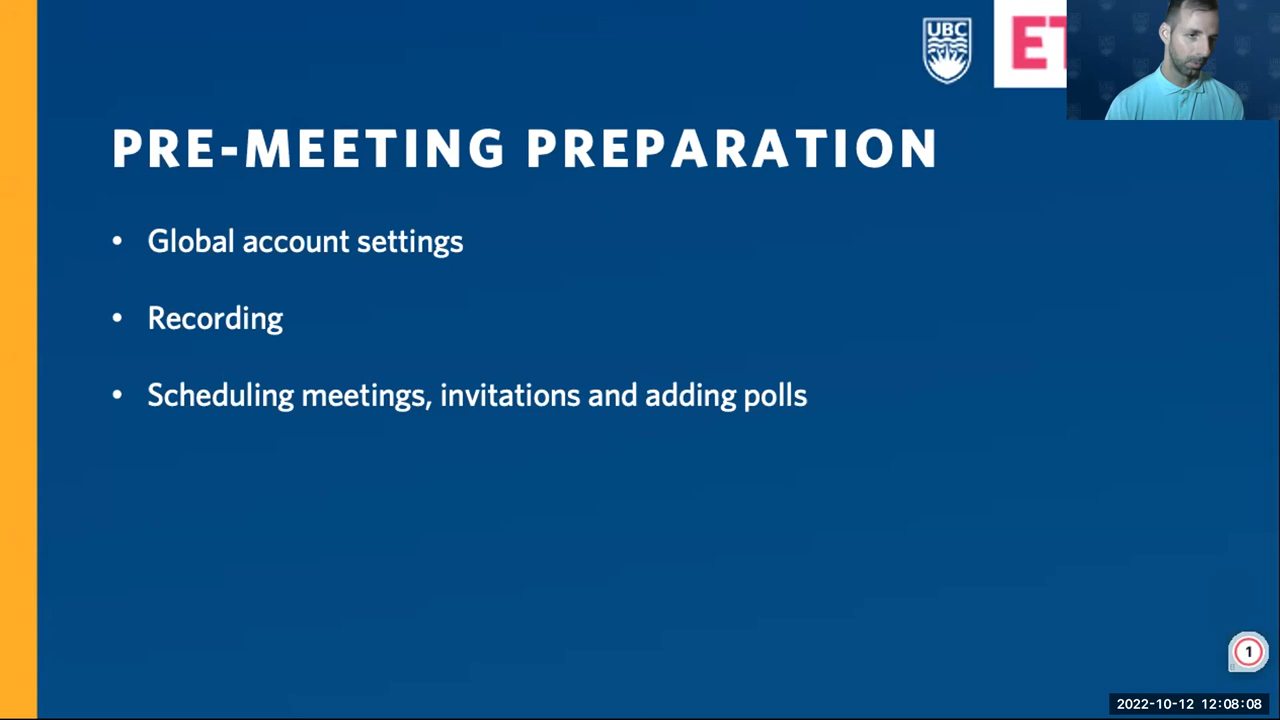 UBC
ET
PRE-MEETING PREPARATION
• Global account settings
• Recording
• Scheduling meetings, invitations and adding polls
1
2022-10-12 12:08:08